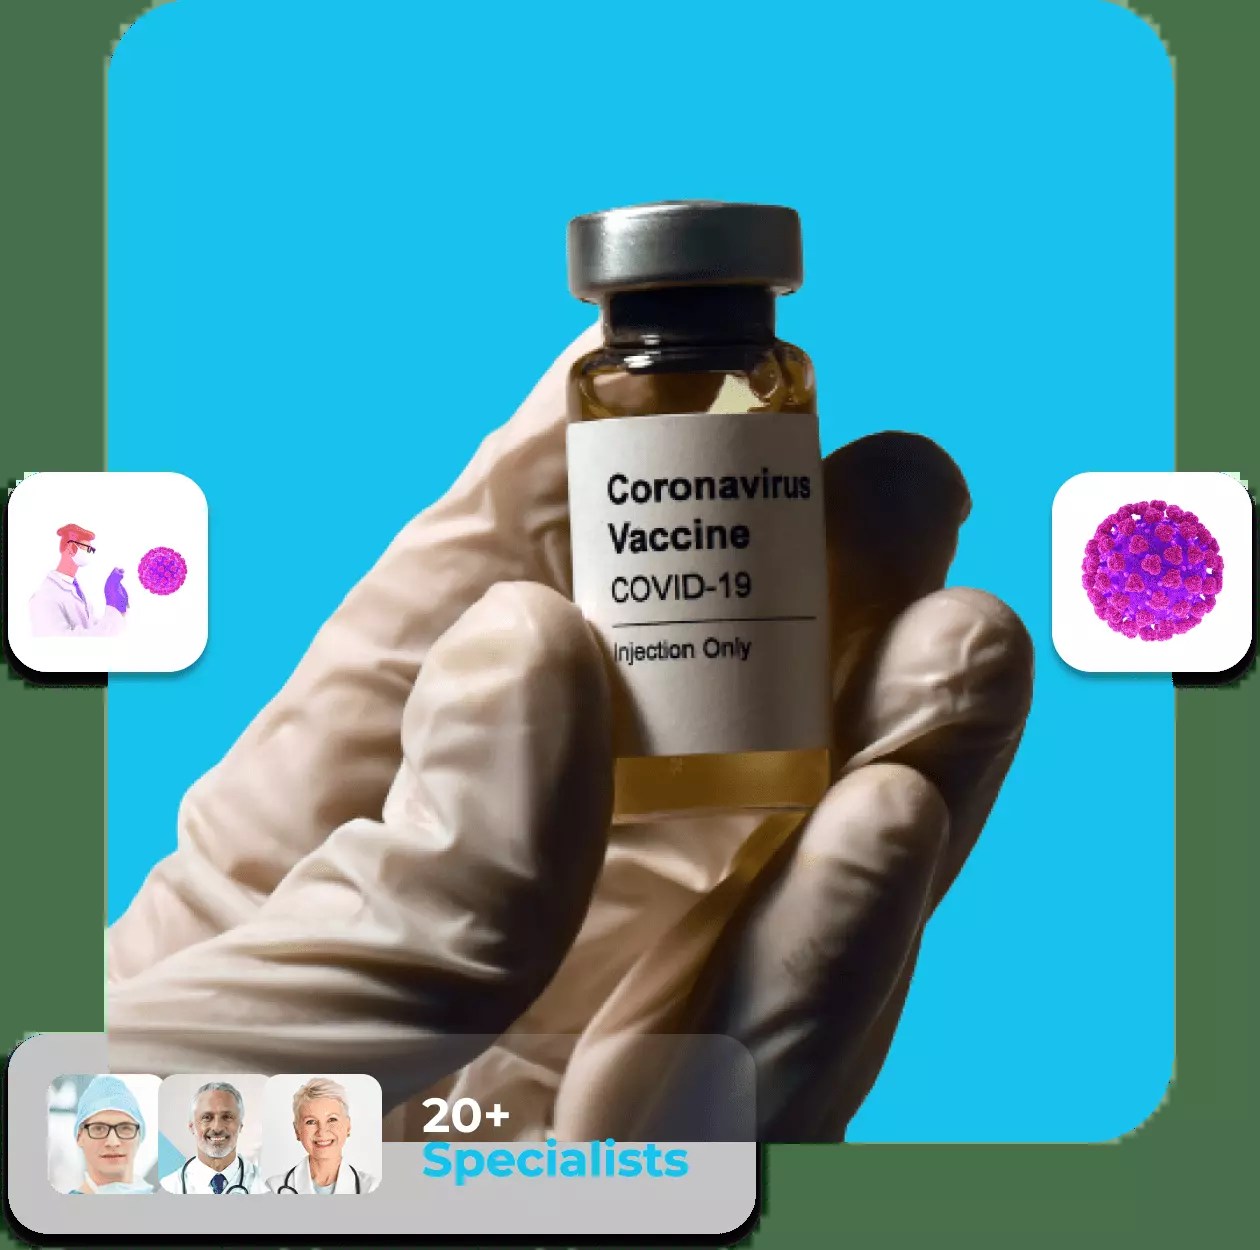 Coronavirus
Vaccine
COVID-19
Injection Only
20+
Specialists